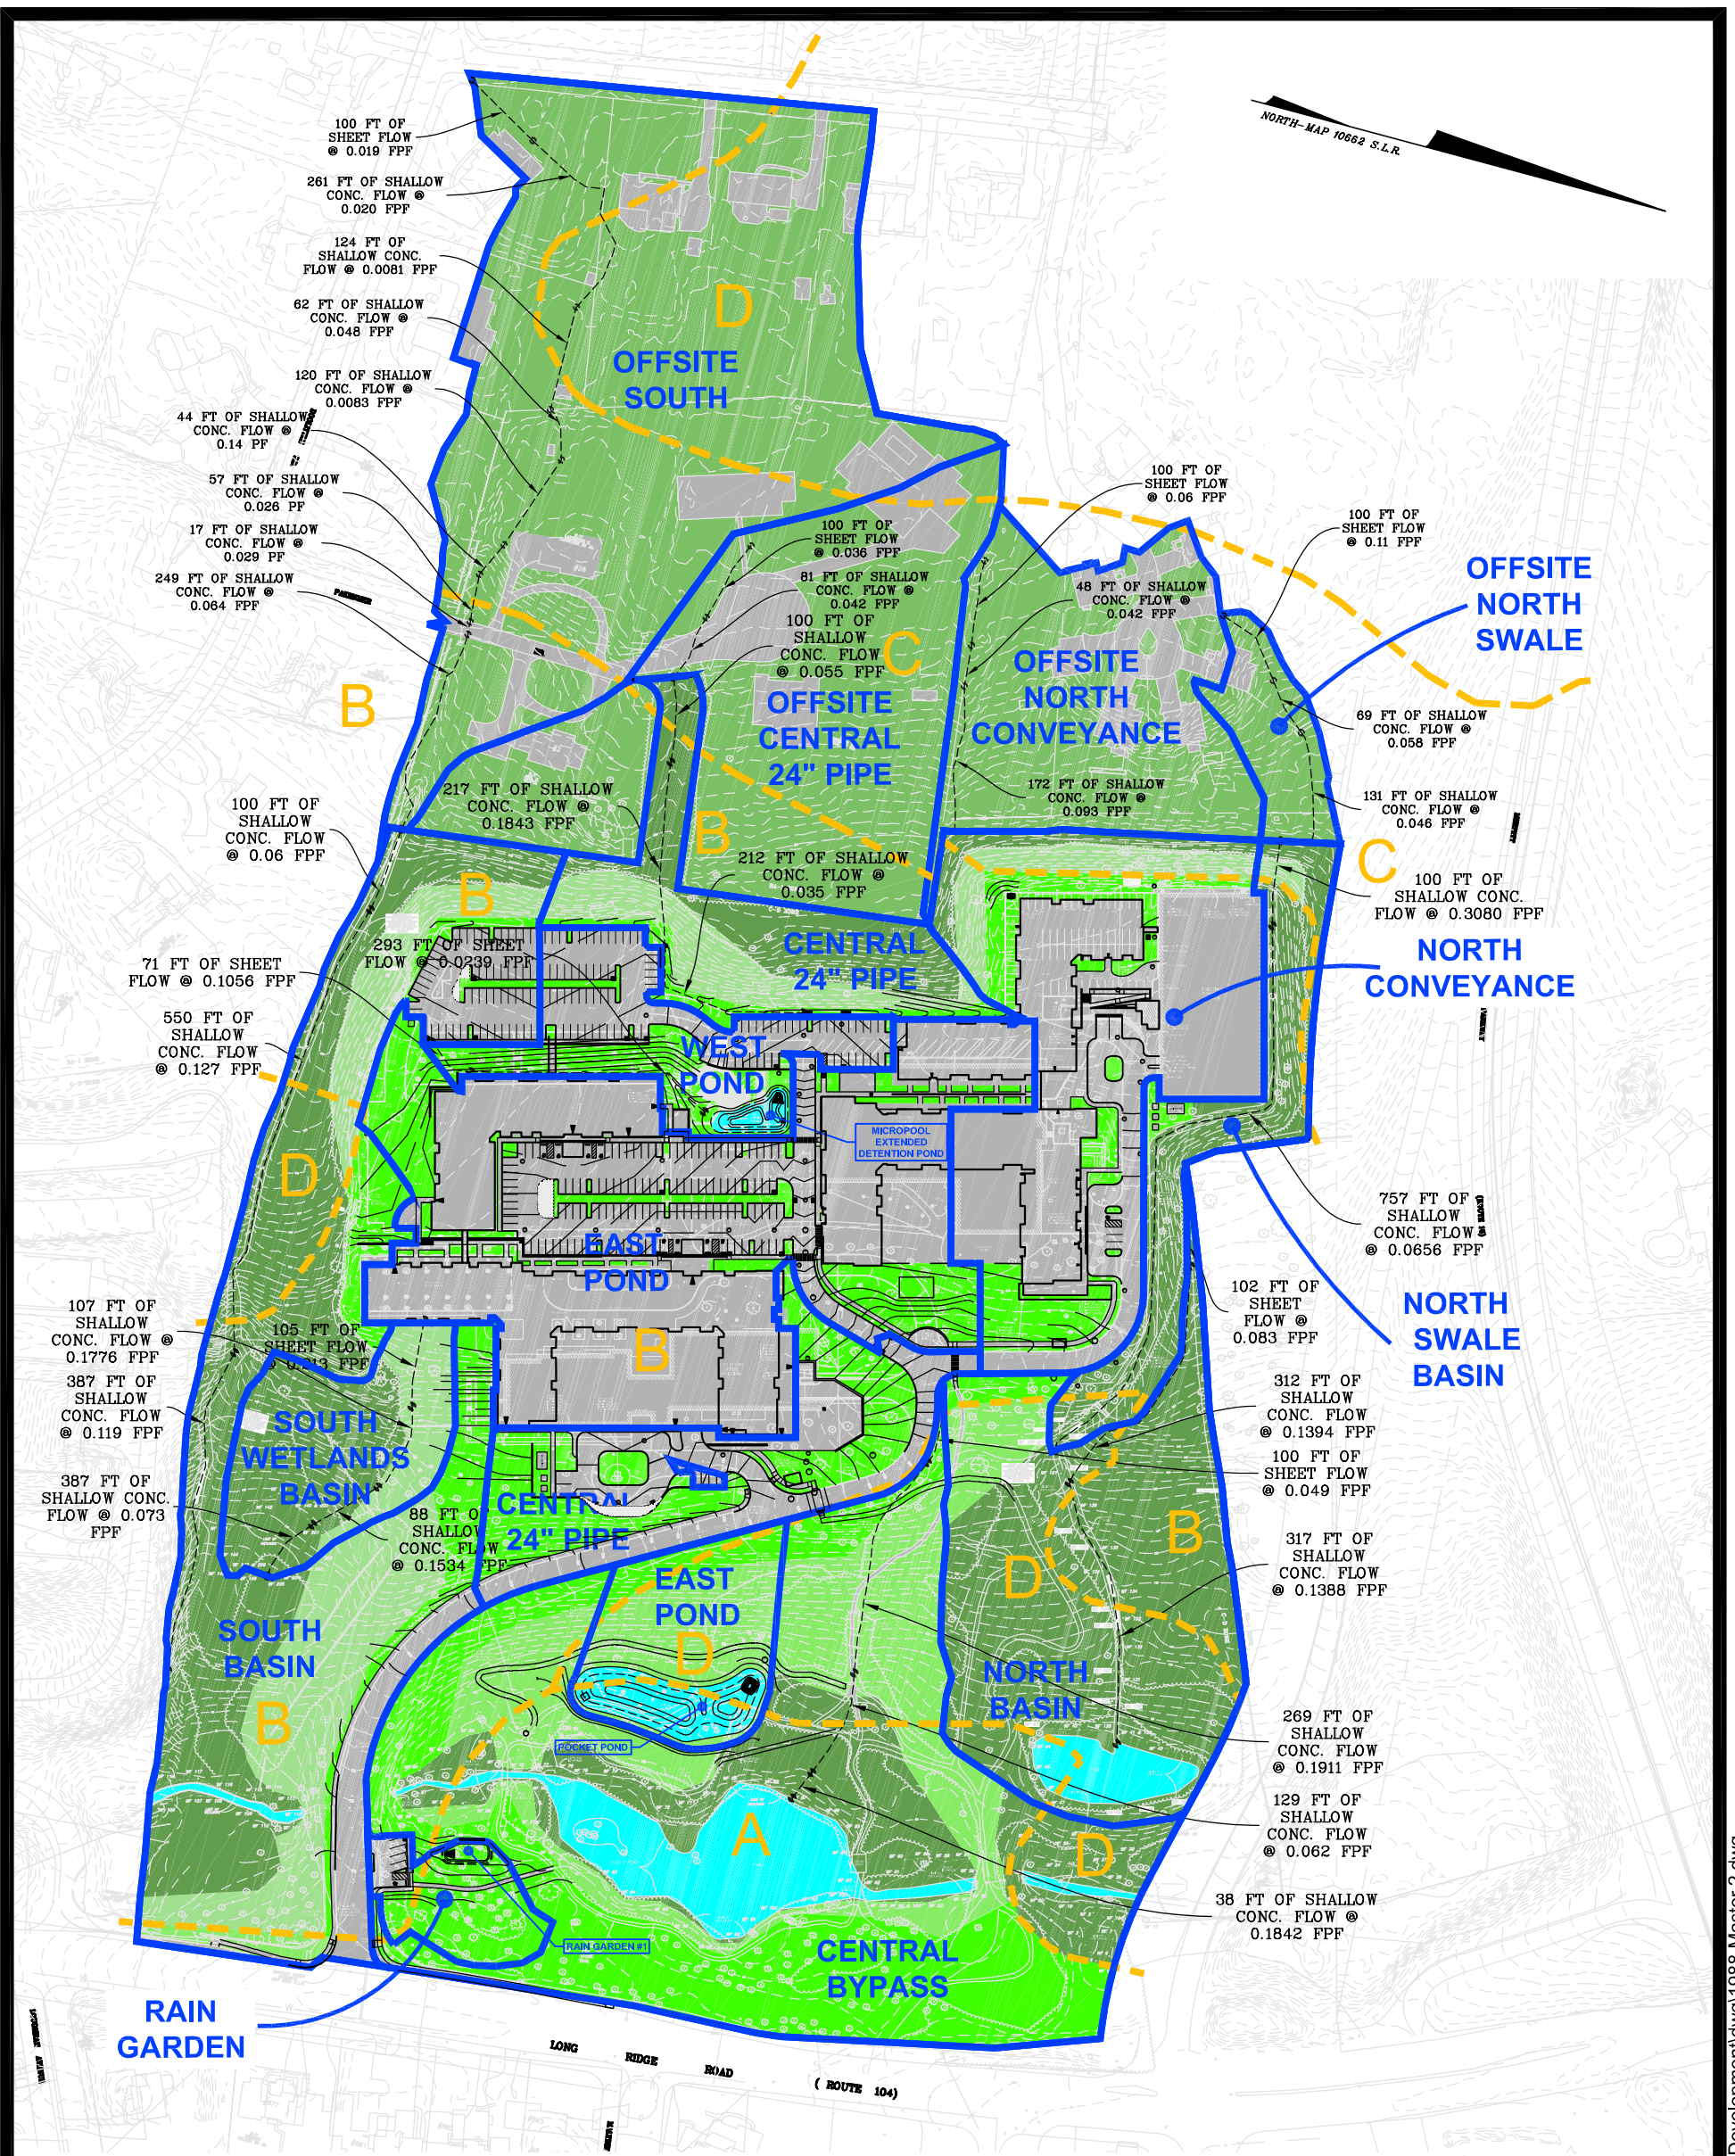 NORTH-MAP 10662 S.L.R.
100 FT OF
SHEET FLOW
@ 0.019 FPF
261 FT OF SHALLOW
CONC. FLOW @
0.020 FPF
124 FT OF
SHALLOW CONC.
FLOW @ 0.0081 FPF
62 FT OF SHALLOW
CONC. FLOW @
0.048 FPF
120 FT OF SHALLOW
CONC. FLOW @
0.0083 FPF
44 FT OF SHALLOW
CONC. FLOW @
0.14 PF
57 FT OF SHALLOW
CONC. FLOW @
0.026 PF
17 FT OF SHALLOW
CONC. FLOW @
0.029 PF
249 FT OF SHALLOW
CONC. FLOW @
0.064 FPF
D
OFFSITE
SOUTH
100 FT OF
SHEET FLOW
@ 0.036 FPF
81 FT OF SHALLOW
CONC. FLOW @
0.042 FPF
100 FT OF
SHALLOW
CONC. FLOW
@ 0.055 FPF
C
OFFSITE
CENTRAL
24" PIPE
100 FT OF
SHEET FLOW
@ 0.06 FPF
48 FT OF SHALLOW
CONC. FLOW @
0.042 FPF
OFFSITE
NORTH
CONVEYANCE
172 FT OF SHALLOW
CONC. FLOW @
0.093 FPF
100 FT OF
SHEET FLOW
@ 0.11 FPF
OFFSITE
NORTH
SWALE
69 FT OF SHALLOW
CONC. FLOW @
0.058 FPF
131 FT OF SHALLOW
CONC. FLOW @
0.046 FPF
B
217 FT OF SHALLOW
CONC. FLOW @
0.1843 FPF
B
212 FT OF SHALLOW
CONC. FLOW @
0.035 FPF
100 FT OF
SHALLOW
CONC. FLOW
@ 0.06 FPF
B
C
100 FT OF
SHALLOW CONC.
FLOW @ 0.3080 FPF
CENTRAL
24" PIPE
NORTH
CONVEYANCE
293 FT OF SHEET
FLOW @ 0.0239 FPF
71 FT OF SHEET
FLOW @ 0.1056 FPF
550 FT OF
SHALLOW
CONC. FLOW
@ 0.127 FPF
WEST
POND
MICROPOOL
EXTENDED
DETENTION POND
D
757 FT OF
SHALLOW
CONC. FLOW
@ 0.0656 FPF
EAST
POND
102 FT OF
SHEET
FLOW @
0.083 FPF
NORTH
SWALE
BASIN
107 FT OF
SHALLOW
CONC. FLOW @
0.1776 FPF
105 FT OF
SHEET FLOW
@ 0.013 FPF
B
387 FT OF
SHALLOW
CONC. FLOW
@ 0.119 FPF
SOUTH
WETLANDS
BASIN
312 FT OF
SHALLOW
CONC. FLOW
@ 0.1394 FPF
100 FT OF
SHEET FLOW
@ 0.049 FPF
387 FT OF
SHALLOW CONC.
FLOW @ 0.073
FPF
88 FT OF
SHALLOW
CONC. FLOW
@ 0.1534 FPF
CENTRAL
24" PIPE
B
D
317 FT OF
SHALLOW
CONC. FLOW
@ 0.1388 FPF
EAST
POND
D
SOUTH
BASIN
B
NORTH
BASIN
POCKET POND
269 FT OF
SHALLOW
CONC. FLOW
@ 0.1911 FPF
129 FT OF
SHALLOW
CONC. FLOW
@ 0.062 FPF
A
D
38 FT OF SHALLOW
CONC. FLOW @
0.1842 FPF
RAIN GARDEN #1
CENTRAL
BYPASS
RAIN
GARDEN
LONG RIDGE ROAD ( ROUTE 104)